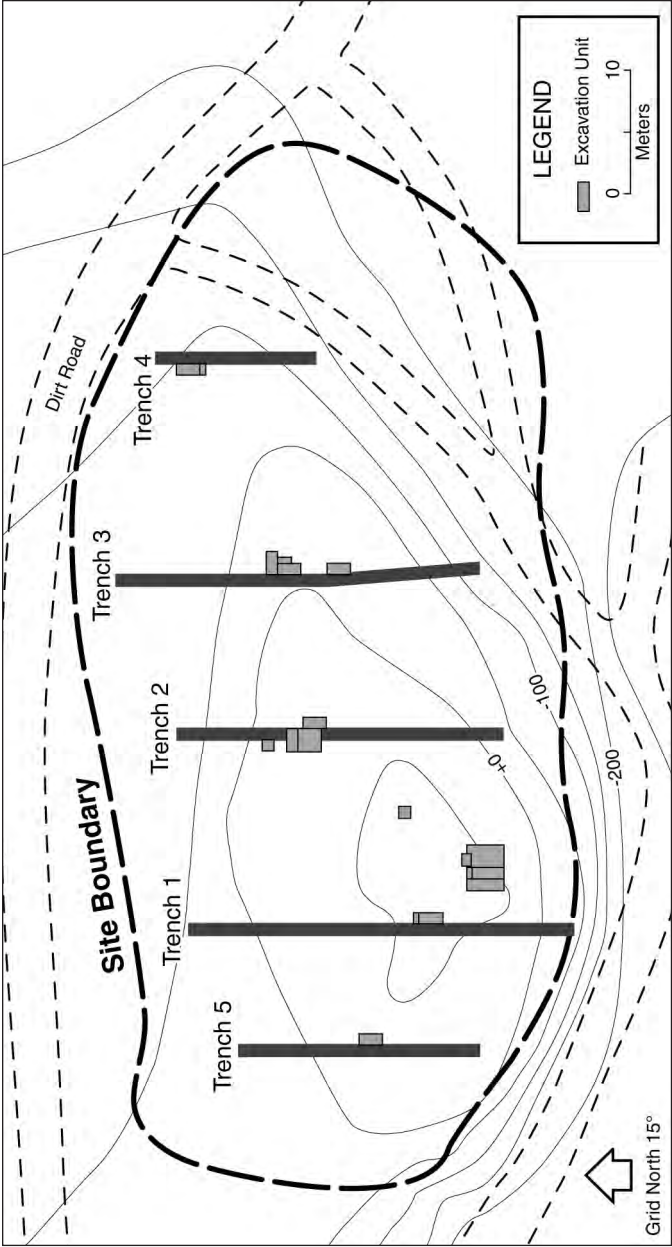 Dirt Road
Site Boundary
Trench 5
Trench 1
Trench 2
Trench 3
Trench 4
+0
-100
-200
Grid North 15°
LEGEND
Excavation Unit
0 10
Meters